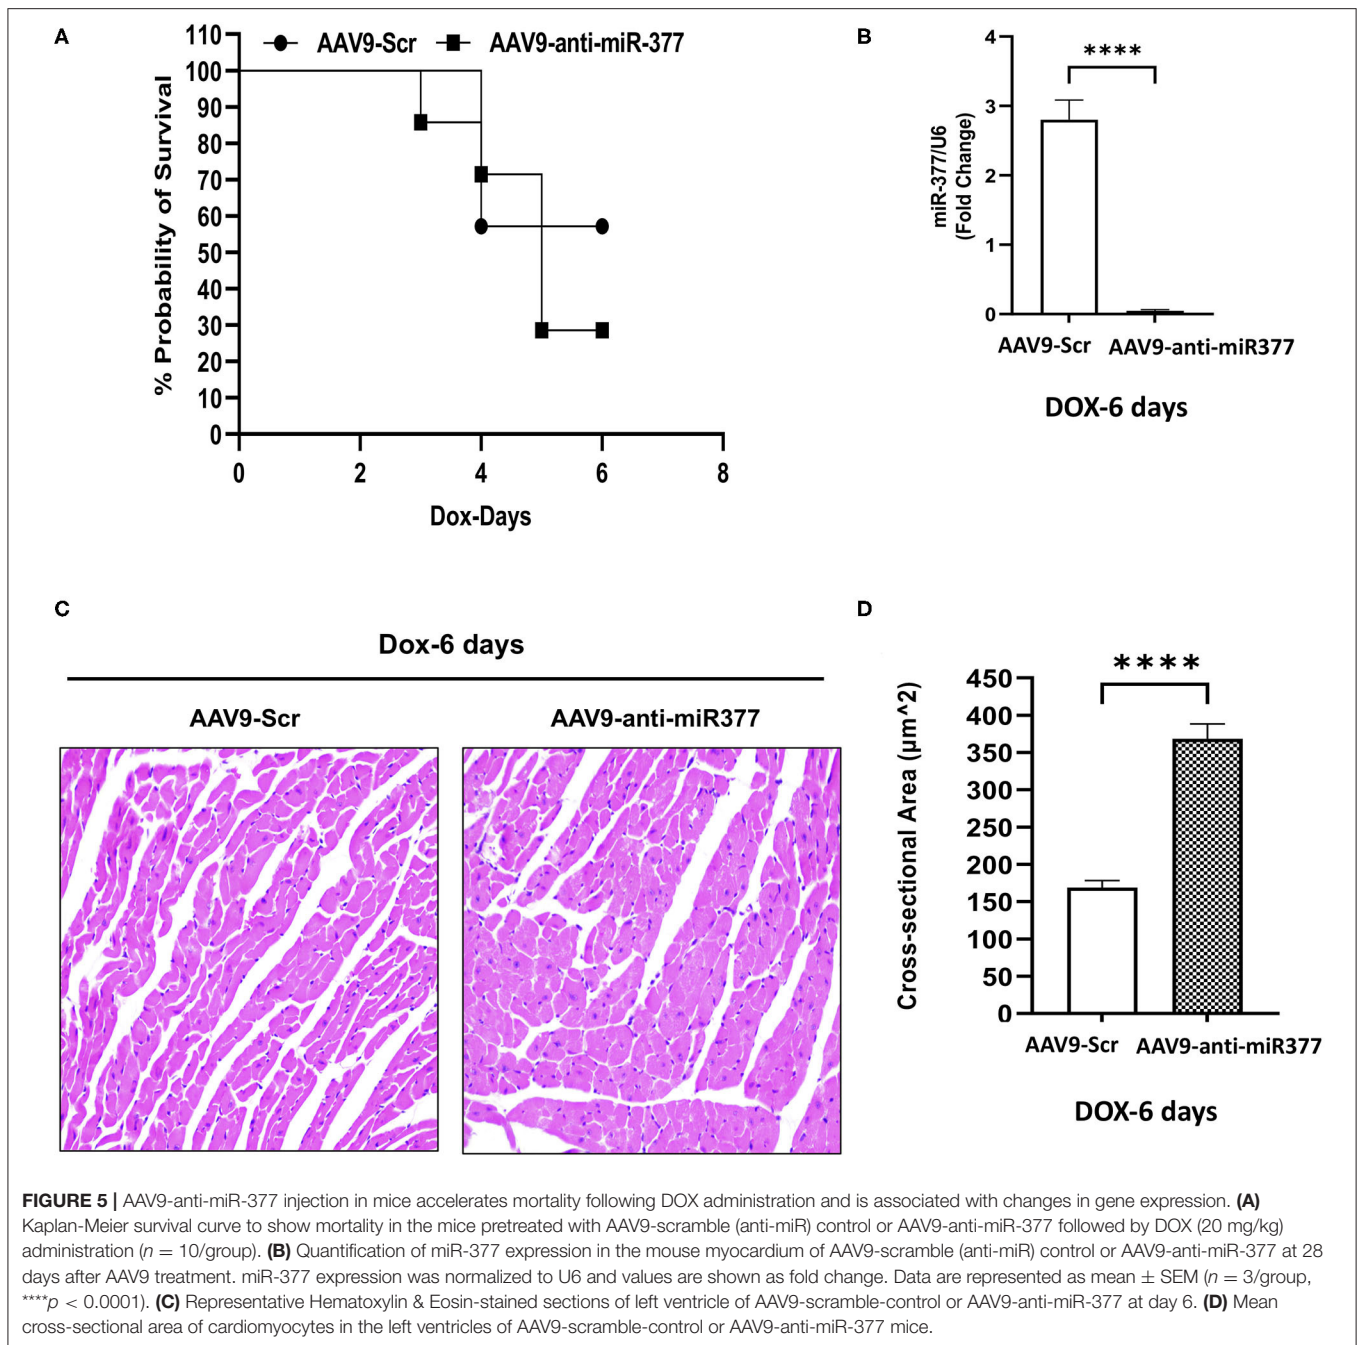 A
AAV9-Scr AAV9-anti-miR-377
110
100
90
80
70
60
50
40
30
20
10
0
% Probability of Survival
0 2 4 6 8
Dox-Days
B
****
4
3
2
1
0
miR-377/U6
(Fold Change)
AAV9-Scr AAV9-anti-miR377
DOX-6 days
C
Dox-6 days
AAV9-Scr AAV9-anti-miR377
D
****
450
400
350
300
250
200
150
100
50
0
Cross-sectional Area (µm^2)
AAV9-Scr AAV9-anti-miR377
DOX-6 days
FIGURE 5 | AAV9-anti-miR-377 injection in mice accelerates mortality following DOX administration and is associated with changes in gene expression. (A)
Kaplan-Meier survival curve to show mortality in the mice pretreated with AAV9-scramble (anti-miR) control or AAV9-anti-miR-377 followed by DOX (20 mg/kg)
administration (n = 10/group). (B) Quantification of miR-377 expression in the mouse myocardium of AAV9-scramble (anti-miR) control or AAV9-anti-miR-377 at 28
days after AAV9 treatment. miR-377 expression was normalized to U6 and values are shown as fold change. Data are represented as mean ± SEM (n = 3/group,
****p < 0.0001). (C) Representative Hematoxylin & Eosin-stained sections of left ventricle of AAV9-scramble-control or AAV9-anti-miR-377 at day 6. (D) Mean
cross-sectional area of cardiomyocytes in the left ventricles of AAV9-scramble-control or AAV9-anti-miR-377 mice.